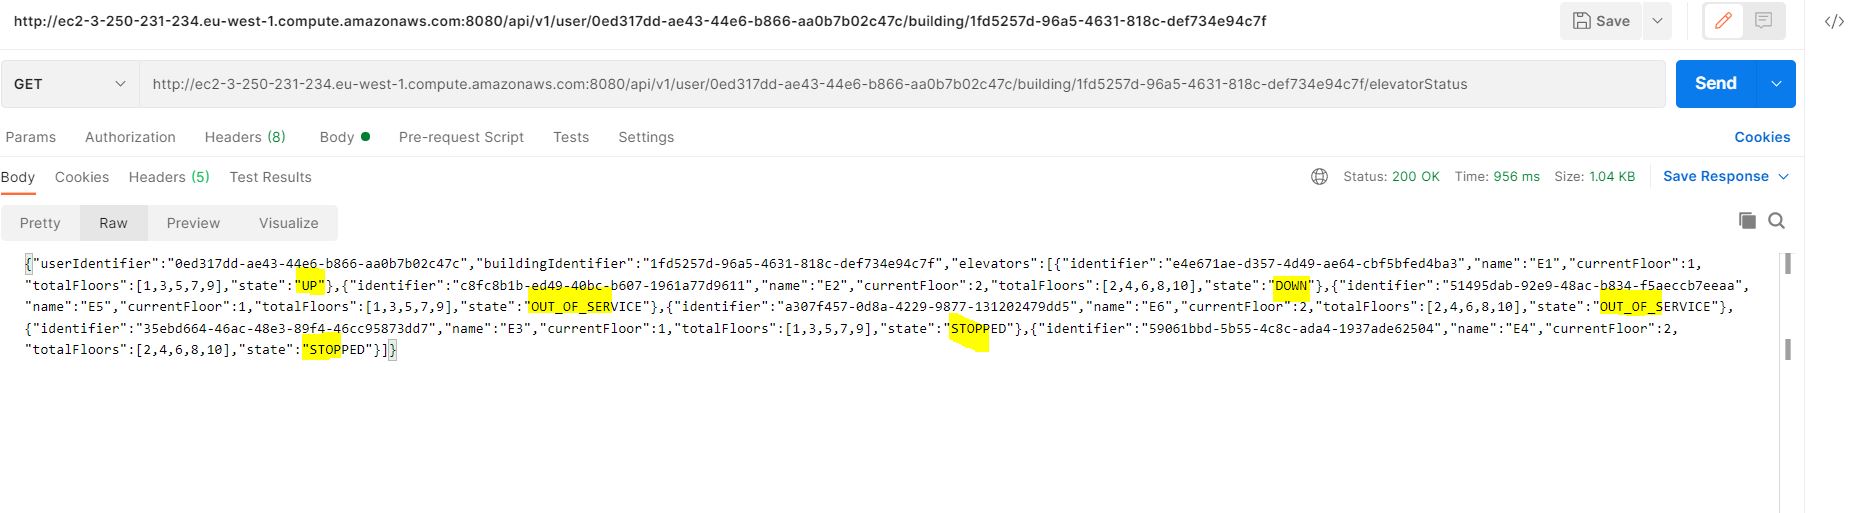 http://ec2-3-250-231-234.eu-west-1.compute.amazonaws.com:8080/api/v1/user/0ed317dd-ae43-44e6-b866-aa0b7b02c47c/building/1fd5257d-96a5-4631-818c-def734e94c7f
Save
</>
GET
http://ec2-3-250-231-234.eu-west-1.compute.amazonaws.com:8080/api/v1/user/0ed317dd-ae43-44e6-b866-aa0b7b02c47c/building/1fd5257d-96a5-4631-818c-def734e94c7f/elevatorStatus
Send
Params Authorization Headers (8) Body Pre-request Script Tests Settings Cookies
Body Cookies Headers (5) Test Results Status: 200 OK Time: 956 ms Size: 1.04 KB Save Response
Pretty Raw Preview Visualize
{"userIdentifier":"0ed317dd-ae43-44e6-b866-aa0b7b02c47c","buildingIdentifier":"1fd5257d-96a5-4631-818c-def734e94c7f","elevators":[{"identifier":"e4e671ae-d357-4d49-ae64-cbf5bfed4ba3","name":"E1","currentFloor":1,
"totalFloors":[1,3,5,7,9],"state":"UP"},{"identifier":"c8fc8b1b-ed49-40bc-b607-1961a77d9611","name":"E2","currentFloor":2,"totalFloors":[2,4,6,8,10],"state":"DOWN"},{"identifier":"51495dab-92e9-48ac-b834-f5aeccb7eeaa",
"name":"E5","currentFloor":1,"totalFloors":[1,3,5,7,9],"state":"OUT_OF_SERVICE"},{"identifier":"a307f457-0d8a-4229-9877-131202479dd5","name":"E6","currentFloor":2,"totalFloors":[2,4,6,8,10],"state":"OUT_OF_SERVICE"},
{"identifier":"35ebd664-46ac-48e3-89f4-46cc95873dd7","name":"E3","currentFloor":1,"totalFloors":[1,3,5,7,9],"state":"STOPPED"},{"identifier":"59061bbd-5b55-4c8c-ada4-1937ade62504","name":"E4","currentFloor":2,
"totalFloors":[2,4,6,8,10],"state":"STOPPED"}]}